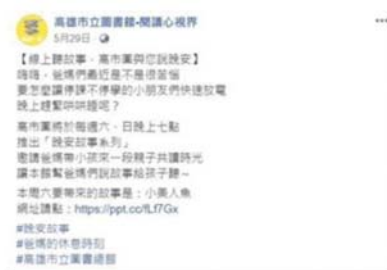 高雄市立圖書館-閱讀心視界
5月29日
【線上聽故事．高市圖與您說晚安】
嗨嗨，爸媽們最近是不是很苦惱
要怎麼讓停課不停學的小朋友們快速放電
晚上趕緊哄哄睡呢？
高市圖將於每週六、日晚上七點
推出「晚安故事系列」
邀請爸媽帶小孩來一段親子共讀時光
讓本館幫爸媽們說故事給孩子聽~
本周六要帶來的故事是：小美人魚
網址請點：https://ppt.cc/fLf7Gx
#晚安故事
#爸媽的休息時刻
#高雄市立圖書總館